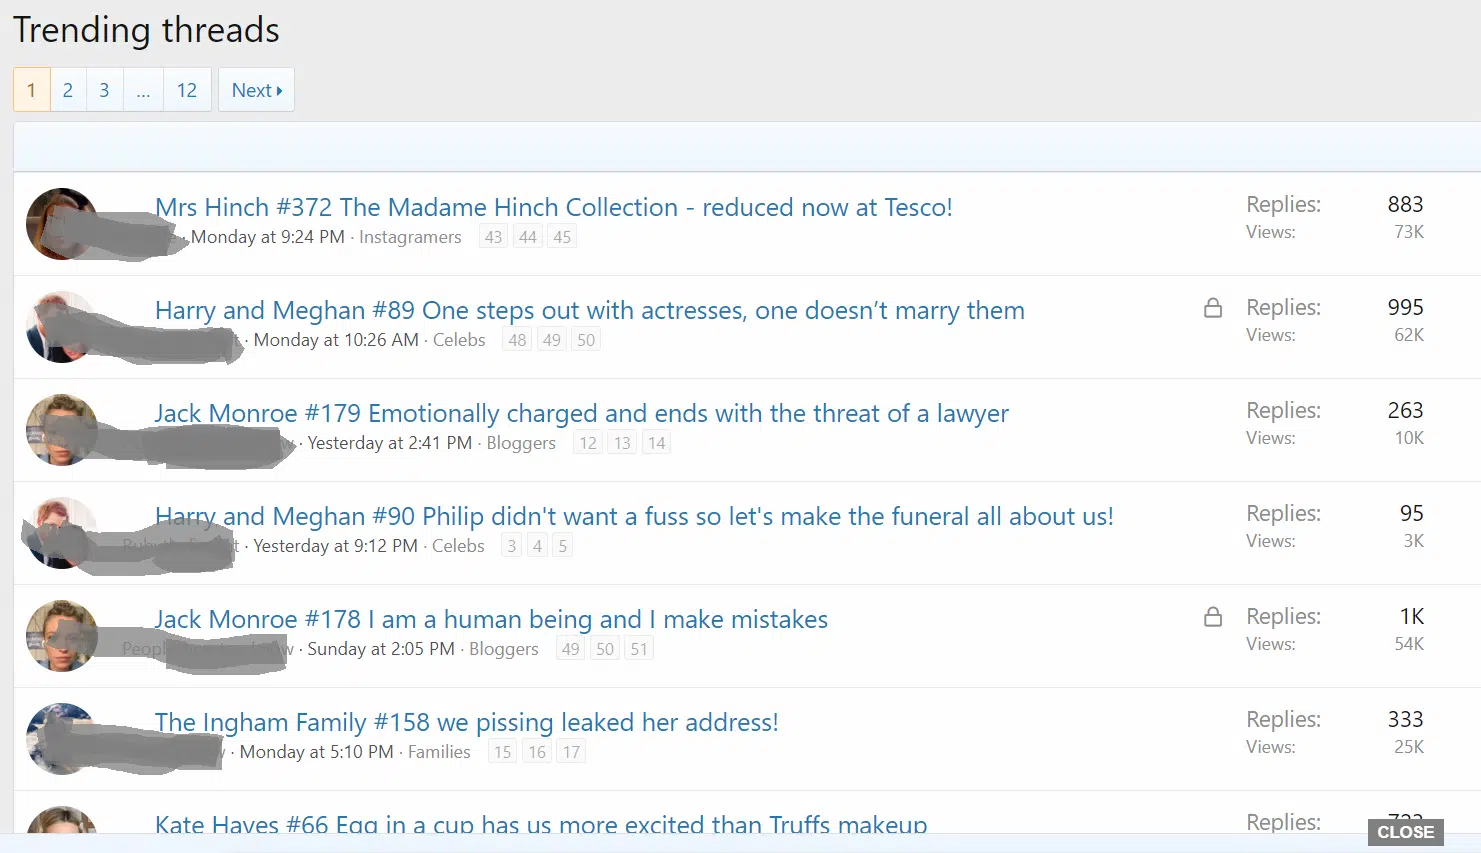 Trending threads
1 2 3 ... 12 Next
Mrs Hinch #372 The Madame Hinch Collection - reduced now at Tesco! Replies: 883
· Monday at 9:24 PM · Instagramers 43 44 45 Views: 73K
Harry and Meghan #89 One steps out with actresses, one doesn’t marry them Replies: 995
· Monday at 10:26 AM · Celebs 48 49 50 Views: 62K
Jack Monroe #179 Emotionally charged and ends with the threat of a lawyer Replies: 263
· Yesterday at 2:41 PM · Bloggers 12 13 14 Views: 10K
Harry and Meghan #90 Philip didn't want a fuss so let's make the funeral all about us! Replies: 95
· Yesterday at 9:12 PM · Celebs 3 4 5 Views: 3K
Jack Monroe #178 I am a human being and I make mistakes Replies: 1K
· Sunday at 2:05 PM · Bloggers 49 50 51 Views: 54K
The Ingham Family #158 we pissing leaked her address! Replies: 333
· Monday at 5:10 PM · Families 15 16 17 Views: 25K
Kate Hayes #66 Egg in a cup has us more excited than Truffs makeup Replies:
CLOSE